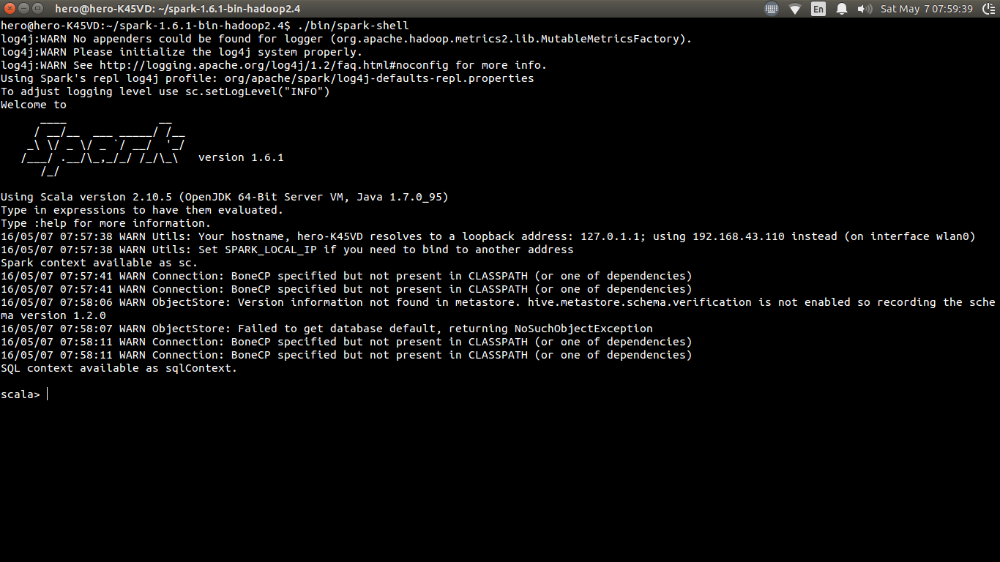 hero@hero-K45VD: ~/spark-1.6.1-bin-hadoop2.4
En
Sat May 7 07:59:39
hero@hero-K45VD:~/spark-1.6.1-bin-hadoop2.4$ ./bin/spark-shell
log4j:WARN No appenders could be found for logger (org.apache.hadoop.metrics2.lib.MutableMetricsFactory).
log4j:WARN Please initialize the log4j system properly.
log4j:WARN See http://logging.apache.org/log4j/1.2/faq.html#noconfig for more info.
Using Spark's repl log4j profile: org/apache/spark/log4j-defaults-repl.properties
To adjust logging level use sc.setLogLevel("INFO")
Welcome to
      ____              __
     / __/__  ___ _____/ /__
    _\ \/ _ \/ _ `/ __/  '_/
   /___/ .__/\_,_/_/ /_/\_\   version 1.6.1
      /_/
Using Scala version 2.10.5 (OpenJDK 64-Bit Server VM, Java 1.7.0_95)
Type in expressions to have them evaluated.
Type :help for more information.
16/05/07 07:57:38 WARN Utils: Your hostname, hero-K45VD resolves to a loopback address: 127.0.1.1; using 192.168.43.110 instead (on interface wlan0)
16/05/07 07:57:38 WARN Utils: Set SPARK_LOCAL_IP if you need to bind to another address
Spark context available as sc.
16/05/07 07:57:41 WARN Connection: BoneCP specified but not present in CLASSPATH (or one of dependencies)
16/05/07 07:57:41 WARN Connection: BoneCP specified but not present in CLASSPATH (or one of dependencies)
16/05/07 07:58:06 WARN ObjectStore: Version information not found in metastore. hive.metastore.schema.verification is not enabled so recording the sche
ma version 1.2.0
16/05/07 07:58:07 WARN ObjectStore: Failed to get database default, returning NoSuchObjectException
16/05/07 07:58:11 WARN Connection: BoneCP specified but not present in CLASSPATH (or one of dependencies)
16/05/07 07:58:11 WARN Connection: BoneCP specified but not present in CLASSPATH (or one of dependencies)
SQL context available as sqlContext.
scala>